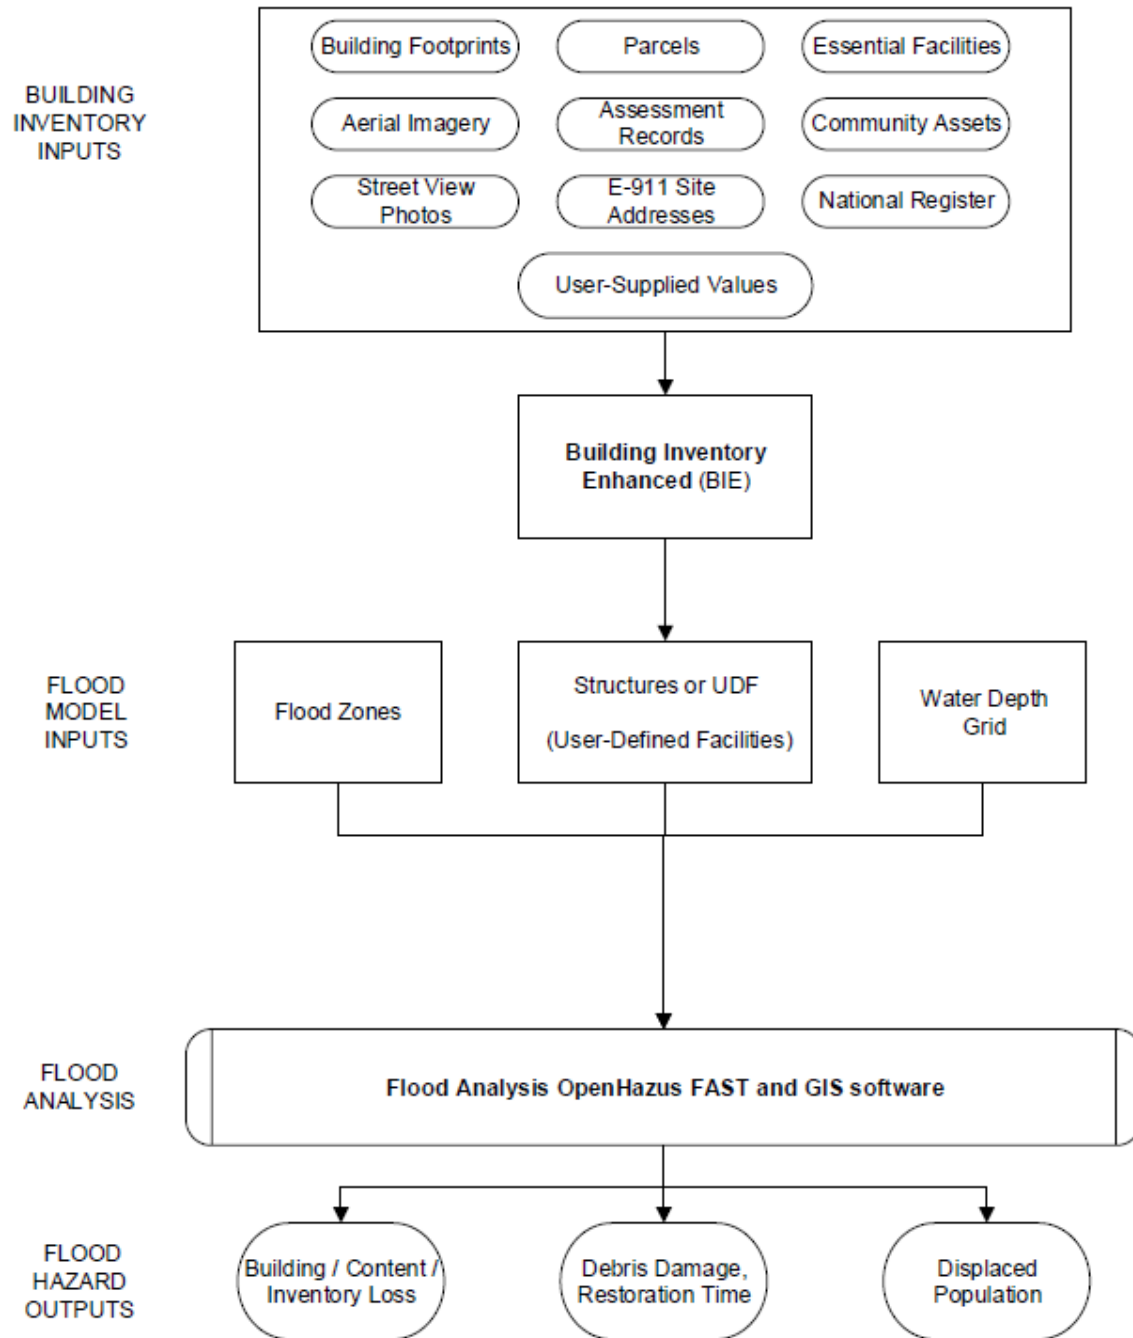 BUILDING
INVENTORY
INPUTS
Building Footprints
Parcels
Essential Facilities
Aerial Imagery
Assessment
Records
Community Assets
Street View
Photos
E-911 Site
Addresses
National Register
User-Supplied Values
Building Inventory
Enhanced (BIE)
FLOOD
MODEL
INPUTS
Flood Zones
Structures or UDF
(User-Defined Facilities)
Water Depth
Grid
FLOOD
ANALYSIS
Flood Analysis OpenHazus FAST and GIS software
FLOOD
HAZARD
OUTPUTS
Building / Content /
Inventory Loss
Debris Damage,
Restoration Time
Displaced
Population